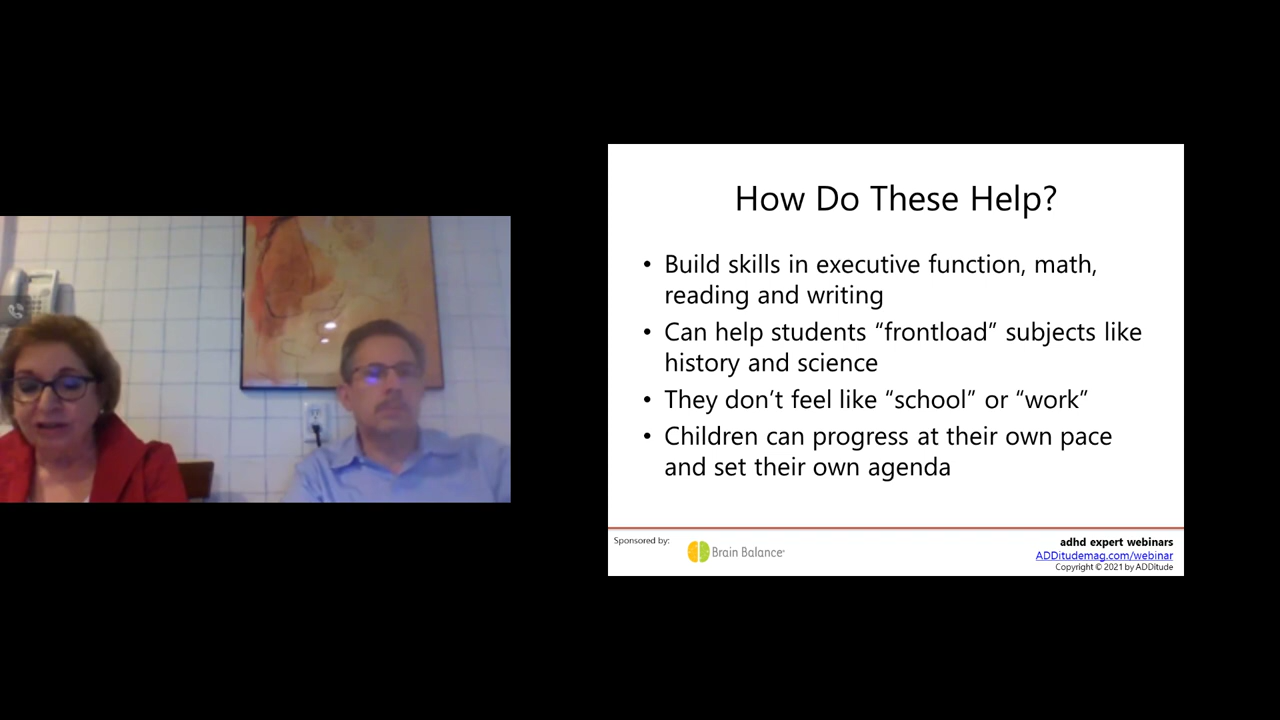 How Do These Help?
• Build skills in executive function, math,
reading and writing
• Can help students “frontload” subjects like
history and science
• They don’t feel like “school” or “work”
• Children can progress at their own pace
and set their own agenda
Sponsored by:
Brain Balance
adhd expert webinars
ADDitudemag.com/webinar
Copyright © 2021 by ADDitude